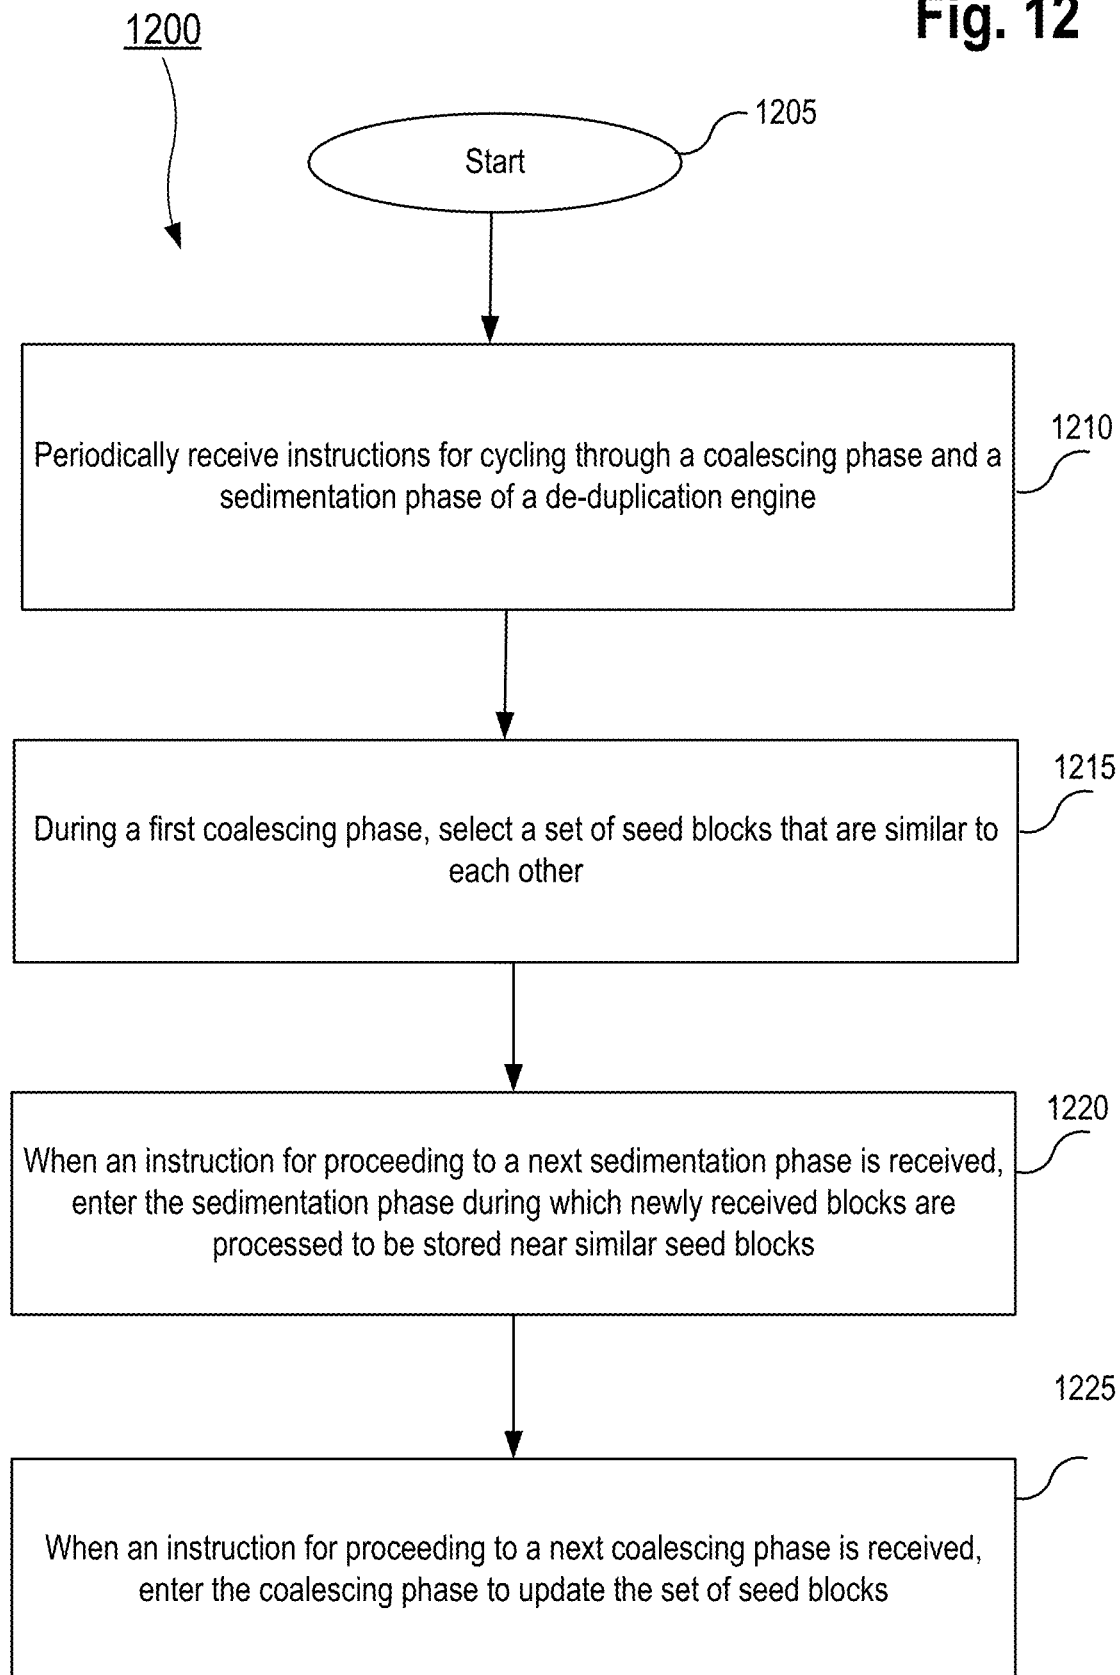 Fig. 12
1200
1205
Start
1210
Periodically receive instructions for cycling through a coalescing phase and a
sedimentation phase of a de-duplication engine
1215
During a first coalescing phase, select a set of seed blocks that are similar to
each other
1220
When an instruction for proceeding to a next sedimentation phase is received,
enter the sedimentation phase during which newly received blocks are
processed to be stored near similar seed blocks
1225
When an instruction for proceeding to a next coalescing phase is received,
enter the coalescing phase to update the set of seed blocks